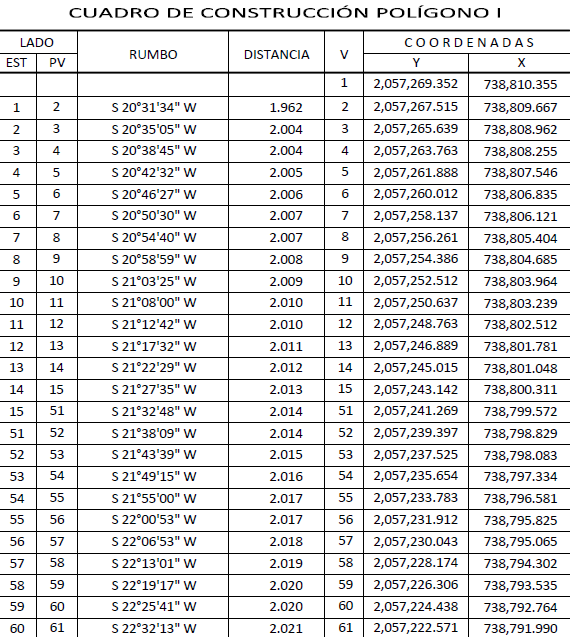 CUADRO DE CONSTRUCCIÓN POLÍGONO I
LADO RUMBO DISTANCIA V COORDENADAS
EST PV Y X
1 2,057,269.352 738,810.355
1 2 S 20°31'34" W 1.962 2 2,057,267.515 738,809.667
2 3 S 20°35'05" W 2.004 3 2,057,265.639 738,808.962
3 4 S 20°38'45" W 2.004 4 2,057,263.763 738,808.255
4 5 S 20°42'32" W 2.005 5 2,057,261.888 738,807.546
5 6 S 20°46'27" W 2.006 6 2,057,260.012 738,806.835
6 7 S 20°50'30" W 2.007 7 2,057,258.137 738,806.121
7 8 S 20°54'40" W 2.007 8 2,057,256.261 738,805.404
8 9 S 20°58'59" W 2.008 9 2,057,254.386 738,804.685
9 10 S 21°03'25" W 2.009 10 2,057,252.512 738,803.964
10 11 S 21°08'00" W 2.010 11 2,057,250.637 738,803.239
11 12 S 21°12'42" W 2.010 12 2,057,248.763 738,802.512
12 13 S 21°17'32" W 2.011 13 2,057,246.889 738,801.781
13 14 S 21°22'29" W 2.012 14 2,057,245.015 738,801.048
14 15 S 21°27'35" W 2.013 15 2,057,243.142 738,800.311
15 51 S 21°32'48" W 2.014 51 2,057,241.269 738,799.572
51 52 S 21°38'09" W 2.014 52 2,057,239.397 738,798.829
52 53 S 21°43'39" W 2.015 53 2,057,237.525 738,798.083
53 54 S 21°49'15" W 2.016 54 2,057,235.654 738,797.334
54 55 S 21°55'00" W 2.017 55 2,057,233.783 738,796.581
55 56 S 22°00'53" W 2.017 56 2,057,231.912 738,795.825
56 57 S 22°06'53" W 2.018 57 2,057,230.043 738,795.065
57 58 S 22°13'01" W 2.019 58 2,057,228.174 738,794.302
58 59 S 22°19'17" W 2.020 59 2,057,226.306 738,793.535
59 60 S 22°25'41" W 2.020 60 2,057,224.438 738,792.764
60 61 S 22°32'13" W 2.021 61 2,057,222.571 738,791.990